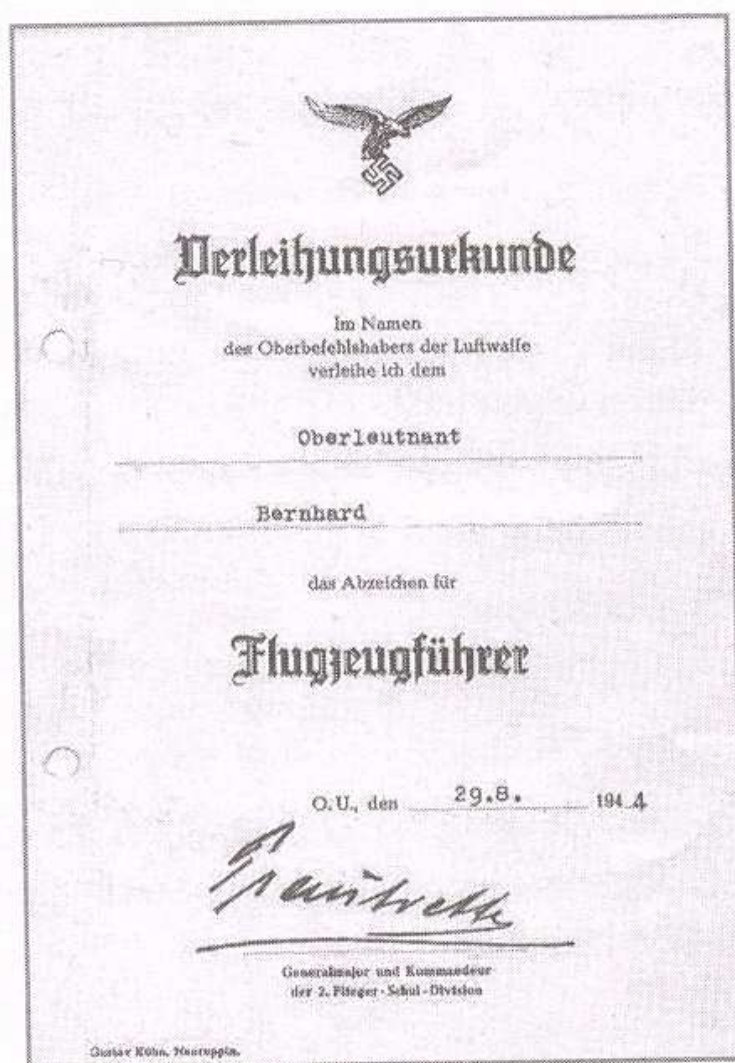 Verleihungsurkunde
Im Namen
des Oberbefehlshabers der Luftwaffe
verleihe ich dem
Oberleutnant
Bernhard
das Abzeichen für
Flugzeugführer
O.U., den 29.8. 1944
Generalmajor und Kommandeur
der 2. Flieger-Schul-Division
Gustav Kühn, Neuruppin.